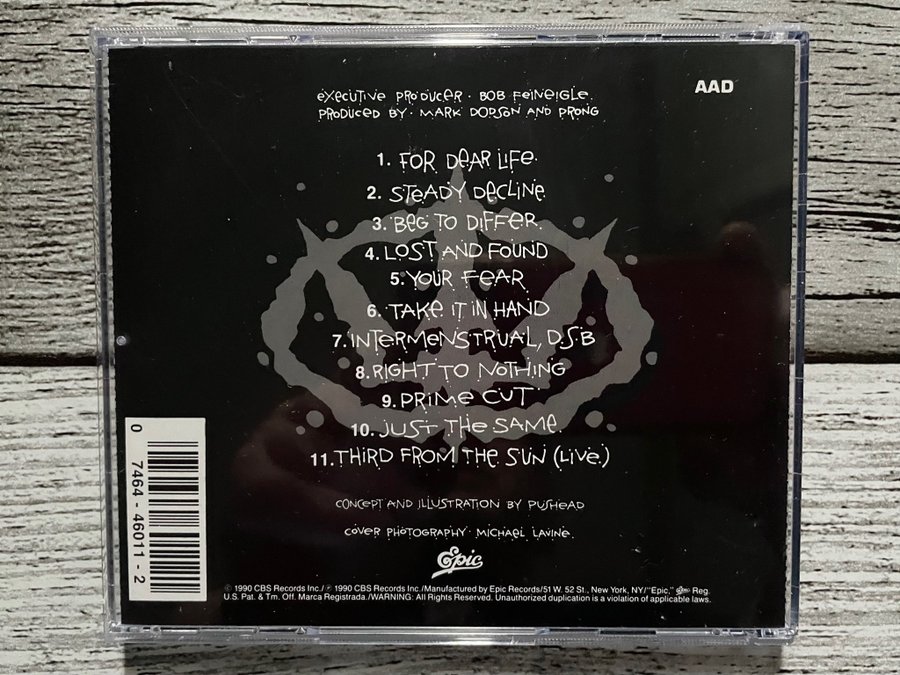 AAD
EXECUTIVE PRODUCER · BOB FEINEIGLE.
PRODUCED BY · MARK DODSON AND PRONG
1. FOR DEAR LIFE.
2. STEADY DECLINE
3. BEG TO DIFFER.
4. LOST AND FOUND
5. YOUR FEAR
6. TAKE IT IN HAND
7. INTERMENSTRUAL, D.S.B
8. RIGHT TO NOTHING
9. PRIME CUT
10. JUST THE SAME.
11. THIRD FROM THE SUN (LIVE.)
CONCEPT AND ILLUSTRATION BY PUSHEAD
COVER PHOTOGRAPHY · MICHAEL LAVINE.
Epic
© 1990 CBS Records Inc./ ℗ 1990 CBS Records Inc./Manufactured by Epic Records/51 W. 52 St., New York, NY/"Epic," Epic Reg.
U.S. Pat. & Tm. Off. Marca Registrada./WARNING: All Rights Reserved. Unauthorized duplication is a violation of applicable laws.
0 7464-46011-2